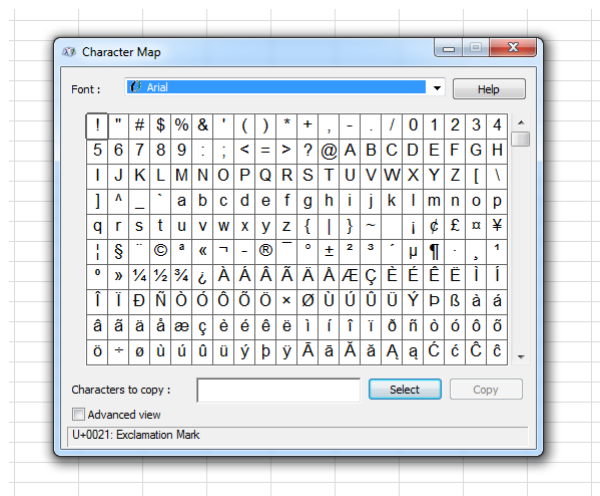 Character Map
Font : Arial Help
! " # $ % & ' ( ) * + , - . / 0 1 2 3 4
5 6 7 8 9 : ; < = > ? @ A B C D E F G H
I J K L M N O P Q R S T U V W X Y Z [ \
] ^ _ ` a b c d e f g h i j k l m n o p
q r s t u v w x y z { | } ~ ¡ ¢ £ ¤ ¥
¦ § ¨ © ª « ¬ - ® ¯ ° ± ² ³ ´ µ ¶ · ¸ ¹
º » ¼ ½ ¾ ¿ À Á Â Ã Ä Å Æ Ç È É Ê Ë Ì Í
Î Ï Ð Ñ Ò Ó Ô Õ Ö × Ø Ù Ú Û Ü Ý Þ ß à á
â ã ä å æ ç è é ê ë ì í î ï ð ñ ò ó ô õ
ö ÷ ø ù ú û ü ý þ ÿ Ā ā Ă ă Ą ą Ć ć Ĉ ĉ
Characters to copy : Select Copy
Advanced view
U+0021: Exclamation Mark